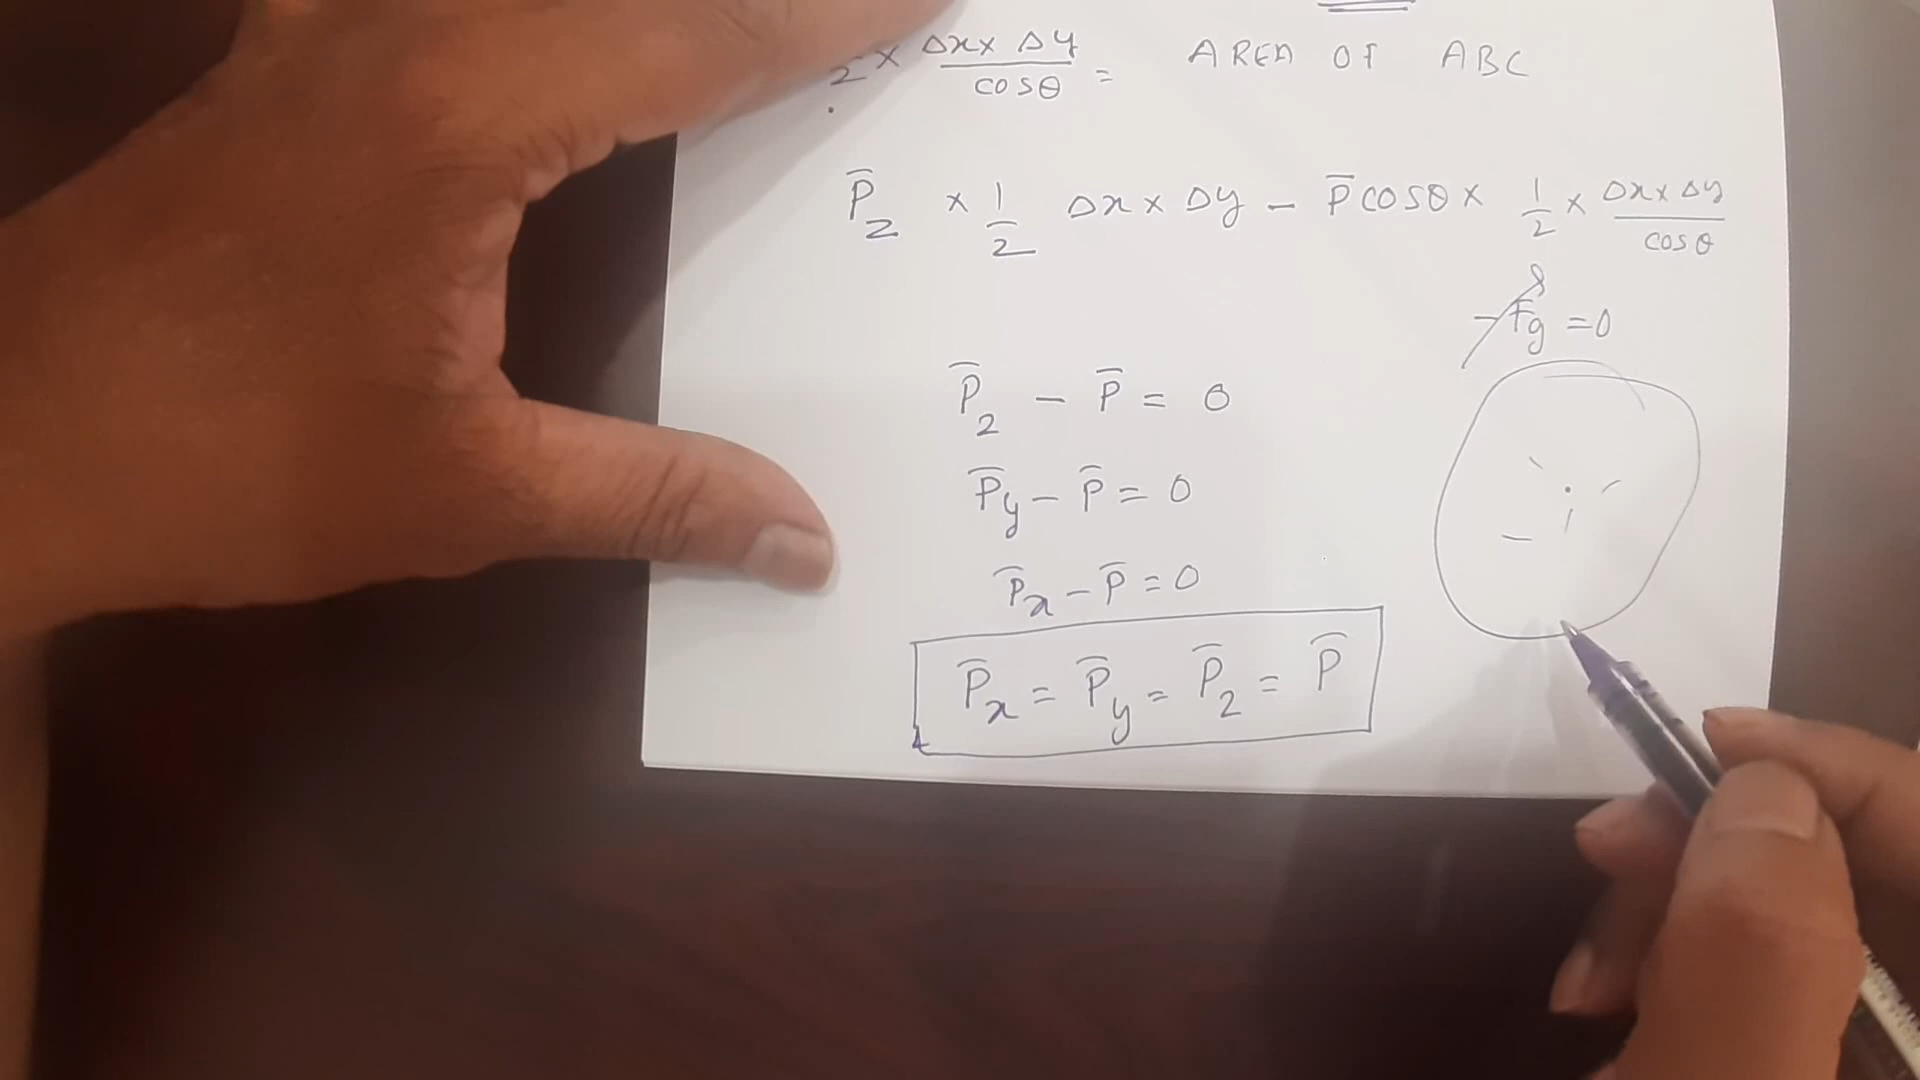 2 × Δx × Δy / cosθ = AREA OF ABC
P̄z × 1/2 Δx × Δy − P̄ cosθ × 1/2 × Δx × Δy / cosθ
− Fg = 0
P̄z − P̄ = 0
P̄y − P̄ = 0
P̄x − P̄ = 0
P̄x = P̄y = P̄z = P̄